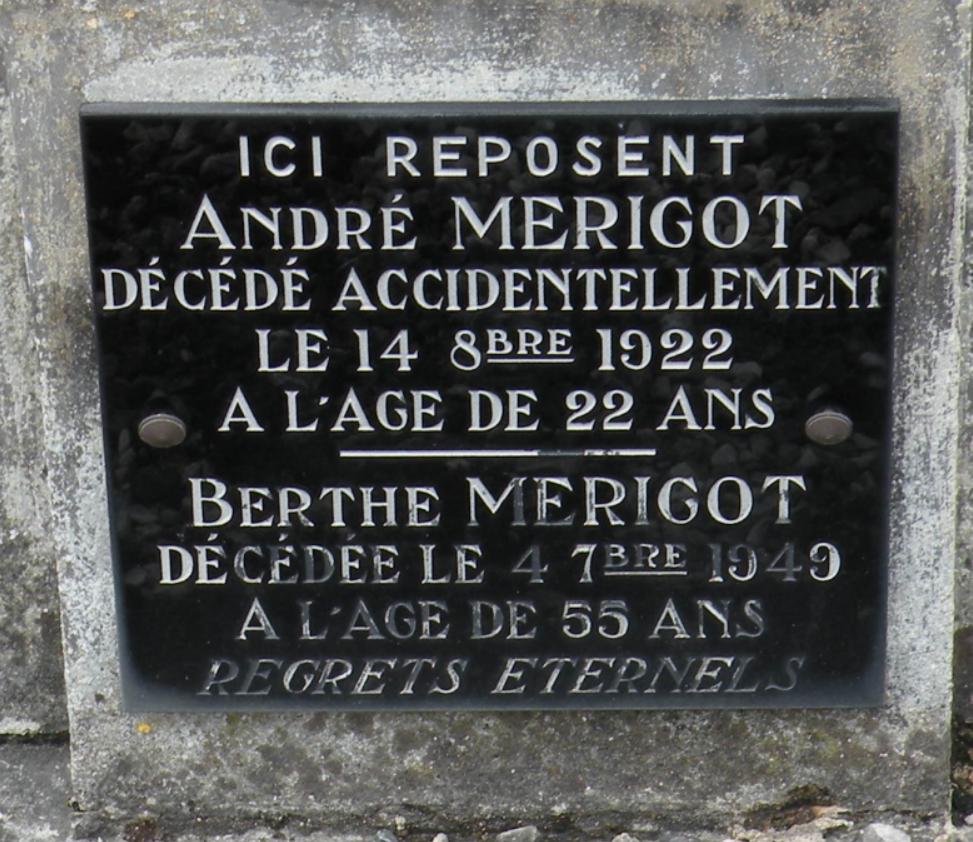 ICI REPOSENT
ANDRÉ MERIGOT
DÉCÉDÉ ACCIDENTELLEMENT
LE 14 8BRE 1922
A L'AGE DE 22 ANS
BERTHE MERIGOT
DÉCÉDÉE LE 4 7BRE 1949
A L'AGE DE 55 ANS
REGRETS ETERNELS